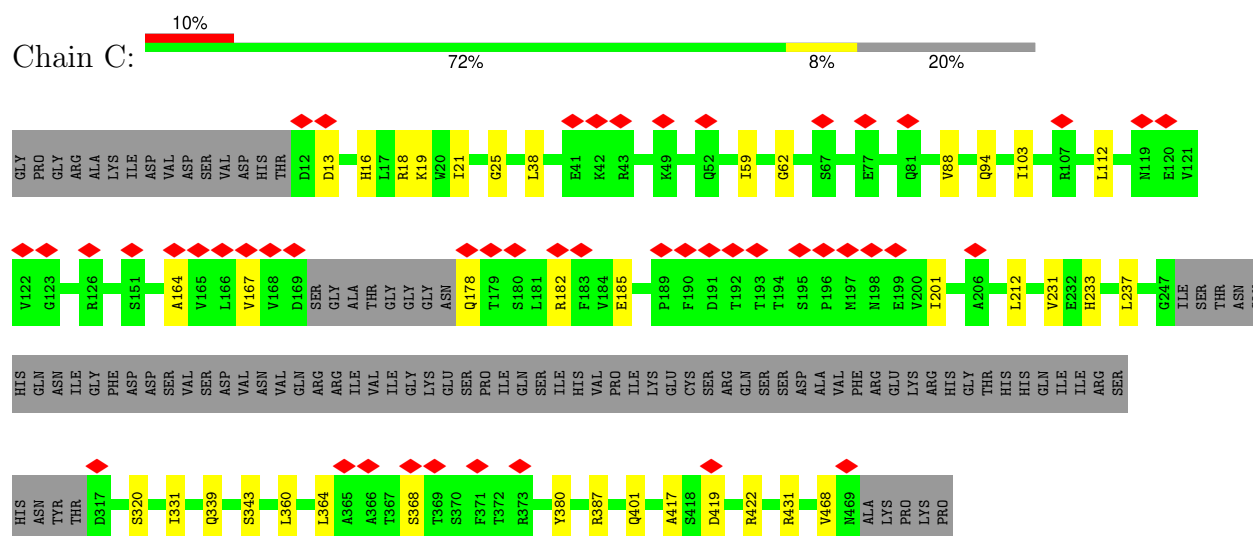 10%
Chain C:
72% 8% 20%
GLY PRO GLY ARG ALA LYS ILE ILE ASP VAL ASP SER VAL ASP HIS THR D12 D13 H16 L17 R18 K19 W20 I21 G25 L38 E41 K42 R43 K49 Q52 I59 G62 S67 E77 Q81 V88 Q94 I103 R107 L112 N119 E120 V121
V122 G123 R126 S151 A164 V165 L166 V167 V168 D169 SER GLY ALA THR GLY GLY GLY ASN Q178 T179 S180 L181 R182 F183 V184 E185 P189 F190 D191 T192 T193 T194 S195 P196 M197 N198 E199 V200 I201 A206 L212 V231 E232 H233 L237 G247 ILE SER THR ASN
HIS GLN ASN ILE GLY PHE ASP ASP SER VAL SER ASP VAL ASN VAL GLN ARG ARG ILE VAL ILE GLY LYS GLU SER PRO ILE GLN SER ILE HIS VAL PRO ILE LYS GLU CYS SER ARG GLN SER SER ASP ALA VAL PHE ARG GLU LYS ARG HIS GLY THR HIS HIS GLN ILE ILE ARG SER
HIS ASN TYR THR D317 S320 I331 Q339 S343 L360 L364 A365 A366 T367 S368 T369 S370 F371 T372 R373 Y380 R387 Q401 A417 S418 D419 R422 R431 V468 N469 ALA LYS PRO LYS PRO